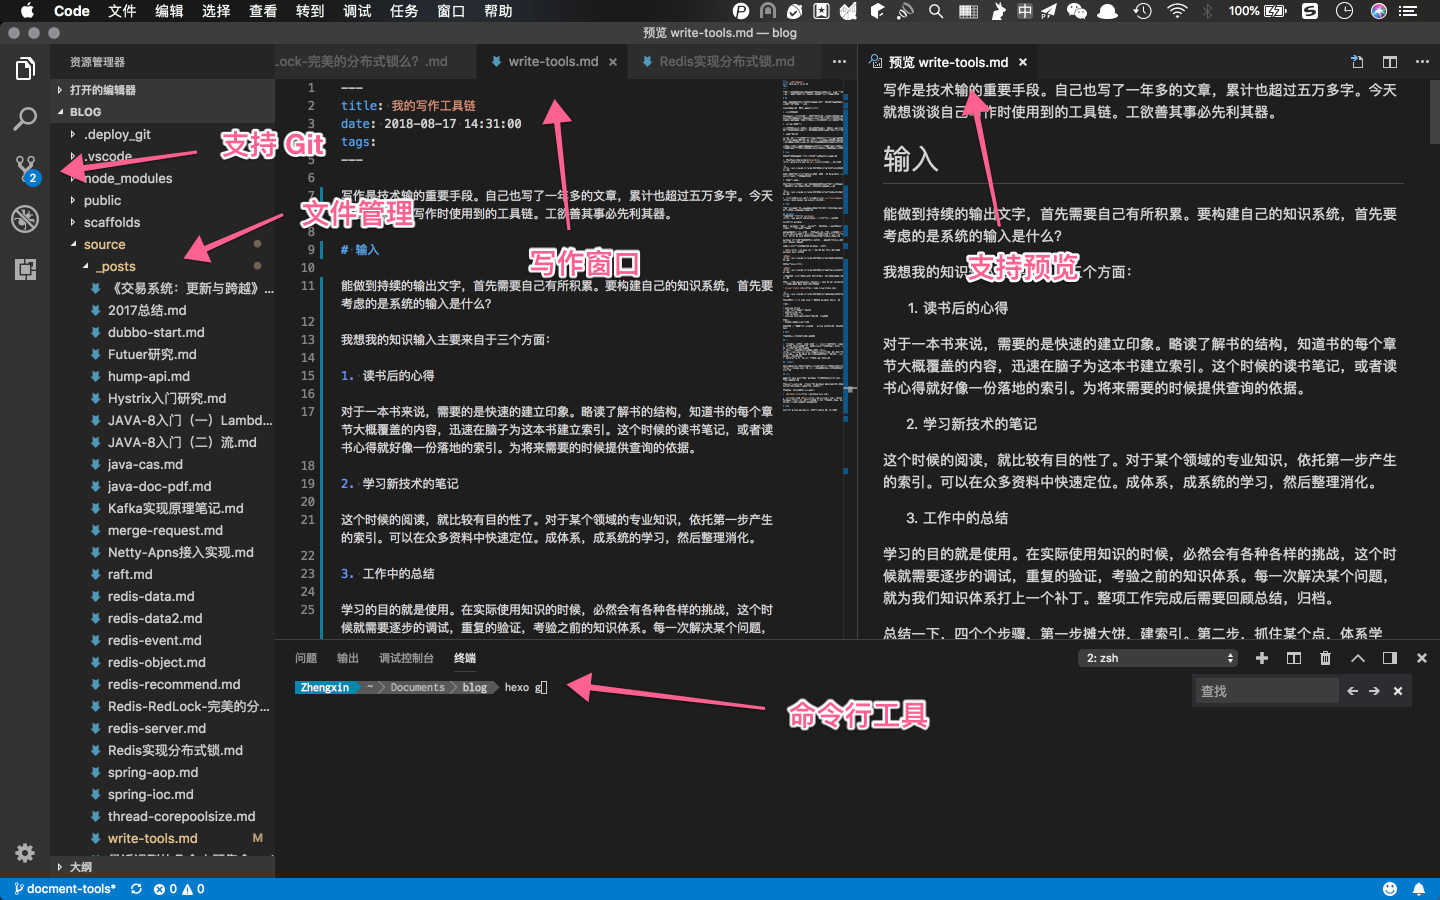 Code 文件 编辑 选择 查看 转到 调试 任务 窗口 帮助 100%
预览 write-tools.md — blog
资源管理器
打开的编辑器
BLOG
.deploy_git
.vscode
node_modules
public
scaffolds
source
_posts
《交易系统：更新与跨越》...
2017总结.md
dubbo-start.md
Futuer研究.md
hump-api.md
Hystrix入门研究.md
JAVA-8入门（一）Lambd...
JAVA-8入门（二）流.md
java-cas.md
java-doc-pdf.md
Kafka实现原理笔记.md
merge-request.md
Netty-Apns接入实现.md
raft.md
redis-data.md
redis-data2.md
redis-event.md
redis-object.md
redis-recommend.md
Redis-RedLock-完美的分...
redis-server.md
Redis实现分布式锁.md
spring-aop.md
spring-ioc.md
thread-corepoolsize.md
write-tools.md M
大纲
支持 Git
文件管理
Lock-完美的分布式锁么？.md
write-tools.md
Redis实现分布式锁.md
1 ---
2 title: 我的写作工具链
3 date: 2018-08-17 14:31:00
4 tags:
5 ---
6
7 写作是技术输的重要手段。自己也写了一年多的文章，累计也超过五万多字。今天
写作时使用到的工具链。工欲善其事必先利其器。
8
9 # 输入
10
11 能做到持续的输出文字，首先需要自己有所积累。要构建自己的知识系统，首先要
考虑的是系统的输入是什么？
12
13 我想我的知识输入主要来自于三个方面：
14
15 1. 读书后的心得
16
17 对于一本书来说，需要的是快速的建立印象。略读了解书的结构，知道书的每个章
节大概覆盖的内容，迅速在脑子为这本书建立索引。这个时候的读书笔记，或者读
书心得就好像一份落地的索引。为将来需要的时候提供查询的依据。
18
19 2. 学习新技术的笔记
20
21 这个时候的阅读，就比较有目的性了。对于某个领域的专业知识，依托第一步产生
的索引。可以在众多资料中快速定位。成体系，成系统的学习，然后整理消化。
22
23 3. 工作中的总结
24
25 学习的目的就是使用。在实际使用知识的时候，必然会有各种各样的挑战，这个时
候就需要逐步的调试，重复的验证，考验之前的知识体系。每一次解决某个问题，
写作窗口
预览 write-tools.md
写作是技术输的重要手段。自己也写了一年多的文章，累计也超过五万多字。今天
就想谈谈自己 作时使用到的工具链。工欲善其事必先利其器。
输入
能做到持续的输出文字，首先需要自己有所积累。要构建自己的知识系统，首先要
考虑的是系统的输入是什么？
我想我的知识 三个方面：
支持预览
1. 读书后的心得
对于一本书来说，需要的是快速的建立印象。略读了解书的结构，知道书的每个章
节大概覆盖的内容，迅速在脑子为这本书建立索引。这个时候的读书笔记，或者读
书心得就好像一份落地的索引。为将来需要的时候提供查询的依据。
2. 学习新技术的笔记
这个时候的阅读，就比较有目的性了。对于某个领域的专业知识，依托第一步产生
的索引。可以在众多资料中快速定位。成体系，成系统的学习，然后整理消化。
3. 工作中的总结
学习的目的就是使用。在实际使用知识的时候，必然会有各种各样的挑战，这个时
候就需要逐步的调试，重复的验证，考验之前的知识体系。每一次解决某个问题，
就为我们知识体系打上一个补丁。整项工作完成后需要回顾总结，归档。
总结一下，四个个步骤，第一步摊大饼，建索引。第二步，抓住某个点，体系学
问题 输出 调试控制台 终端
2: zsh
Zhengxin ~ Documents blog hexo g
查找
命令行工具
2
docment-tools* 0 0